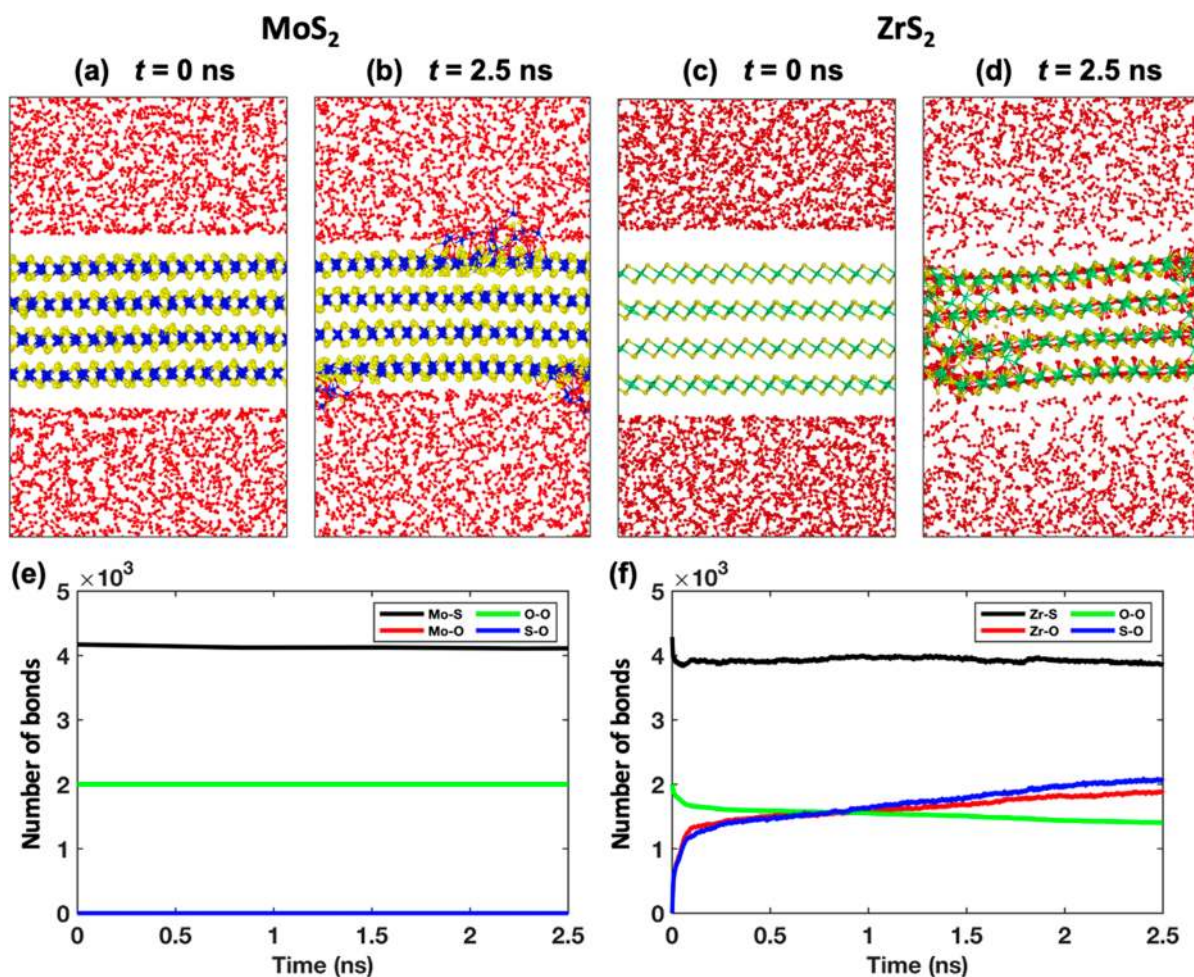 MoS₂ ZrS₂
(a) t = 0 ns (b) t = 2.5 ns (c) t = 0 ns (d) t = 2.5 ns
(e) ×10³
5
4
3
2
1
0
Number of bonds
Mo-S O-O
Mo-O S-O
0 0.5 1 1.5 2 2.5
Time (ns)
(f) ×10³
5
4
3
2
1
0
Number of bonds
Zr-S O-O
Zr-O S-O
0 0.5 1 1.5 2 2.5
Time (ns)